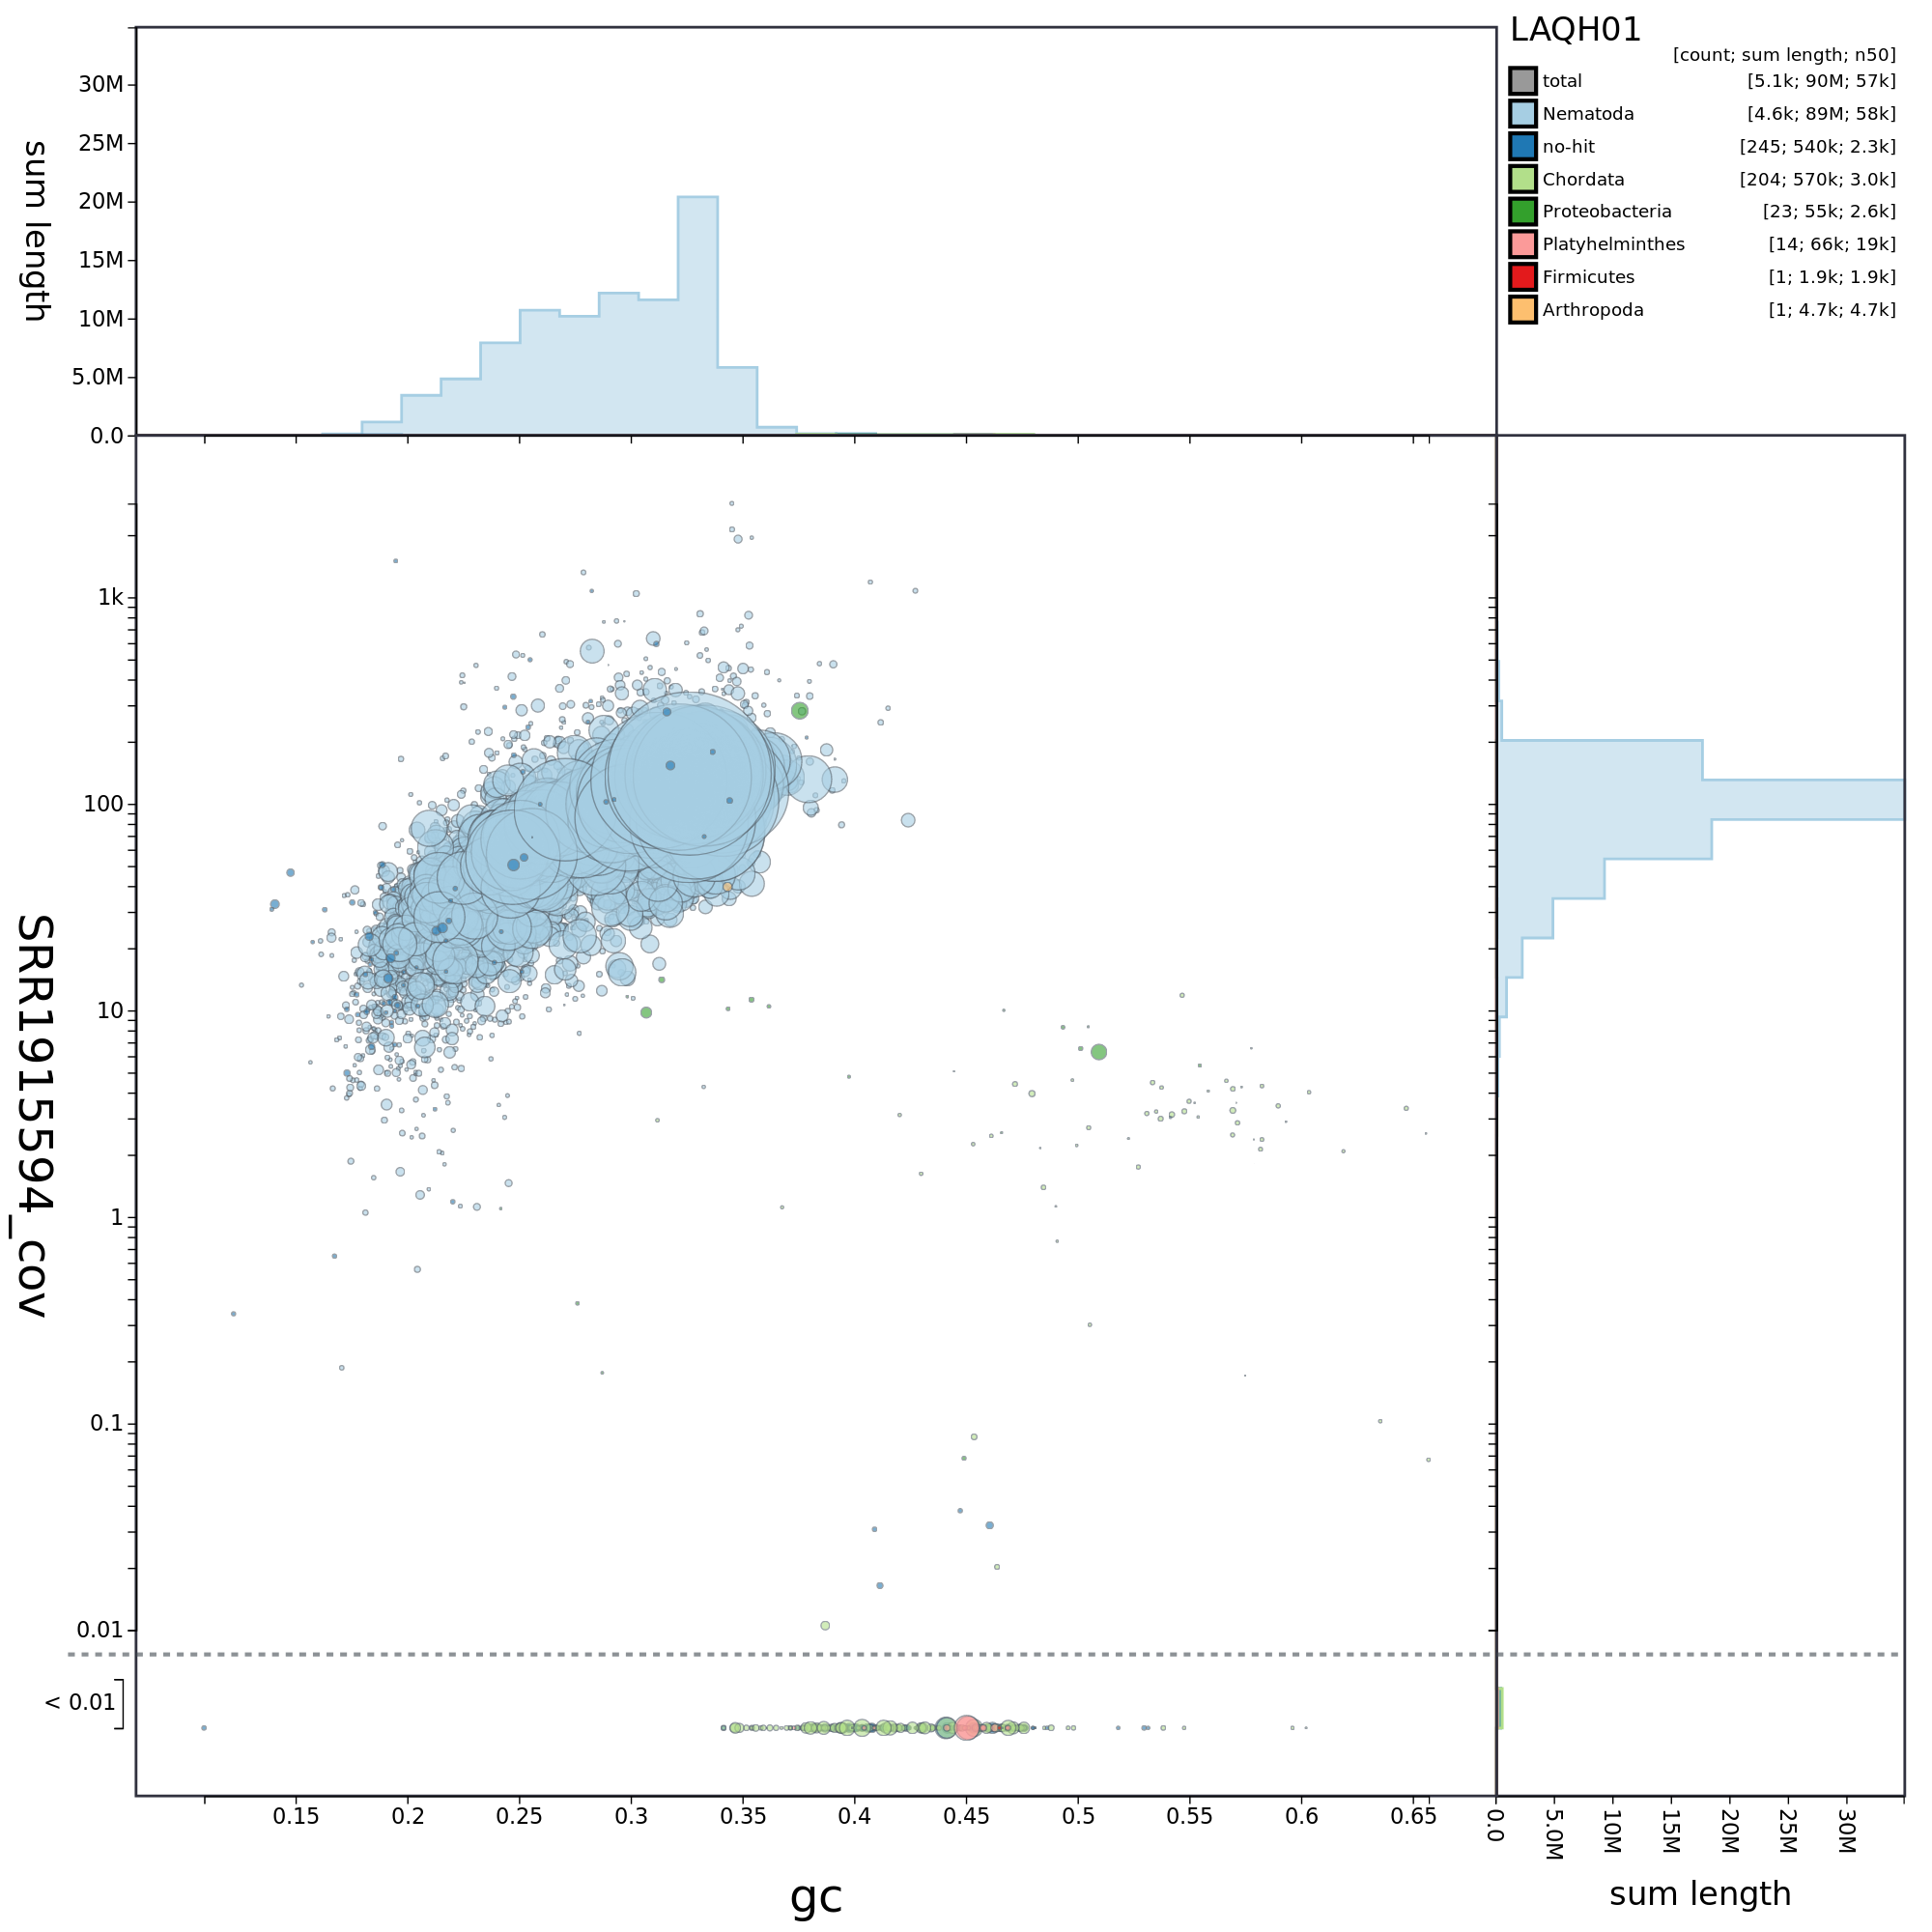 LAQH01
[count; sum length; n50]
total [5.1k; 90M; 57k]
Nematoda [4.6k; 89M; 58k]
no-hit [245; 540k; 2.3k]
Chordata [204; 570k; 3.0k]
Proteobacteria [23; 55k; 2.6k]
Platyhelminthes [14; 66k; 19k]
Firmicutes [1; 1.9k; 1.9k]
Arthropoda [1; 4.7k; 4.7k]
sum length
30M
25M
20M
15M
10M
5.0M
0.0
SRR1915594_cov
1k
100
10
1
0.1
0.01
< 0.01
0.15 0.2 0.25 0.3 0.35 0.4 0.45 0.5 0.55 0.6 0.65
gc
0.0 5.0M 10M 15M 20M 25M 30M
sum length